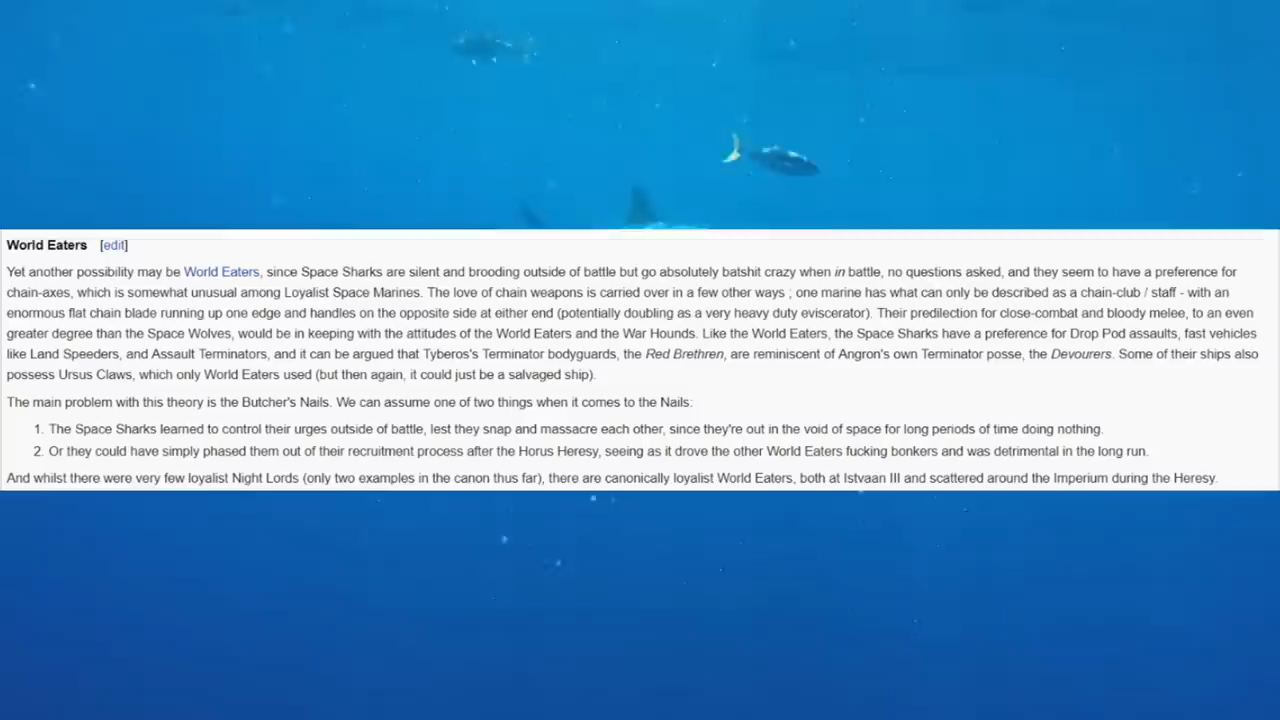 World Eaters [edit]
Yet another possibility may be World Eaters, since Space Sharks are silent and brooding outside of battle but go absolutely batshit crazy when in battle, no questions asked, and they seem to have a preference for
chain-axes, which is somewhat unusual among Loyalist Space Marines. The love of chain weapons is carried over in a few other ways ; one marine has what can only be described as a chain-club / staff - with an
enormous flat chain blade running up one edge and handles on the opposite side at either end (potentially doubling as a very heavy duty eviscerator). Their predilection for close-combat and bloody melee, to an even
greater degree than the Space Wolves, would be in keeping with the attitudes of the World Eaters and the War Hounds. Like the World Eaters, the Space Sharks have a preference for Drop Pod assaults, fast vehicles
like Land Speeders, and Assault Terminators, and it can be argued that Tyberos's Terminator bodyguards, the Red Brethren, are reminiscent of Angron's own Terminator posse, the Devourers. Some of their ships also
possess Ursus Claws, which only World Eaters used (but then again, it could just be a salvaged ship).
The main problem with this theory is the Butcher's Nails. We can assume one of two things when it comes to the Nails:
1. The Space Sharks learned to control their urges outside of battle, lest they snap and massacre each other, since they're out in the void of space for long periods of time doing nothing.
2. Or they could have simply phased them out of their recruitment process after the Horus Heresy, seeing as it drove the other World Eaters fucking bonkers and was detrimental in the long run.
And whilst there were very few loyalist Night Lords (only two examples in the canon thus far), there are canonically loyalist World Eaters, both at Istvaan III and scattered around the Imperium during the Heresy.